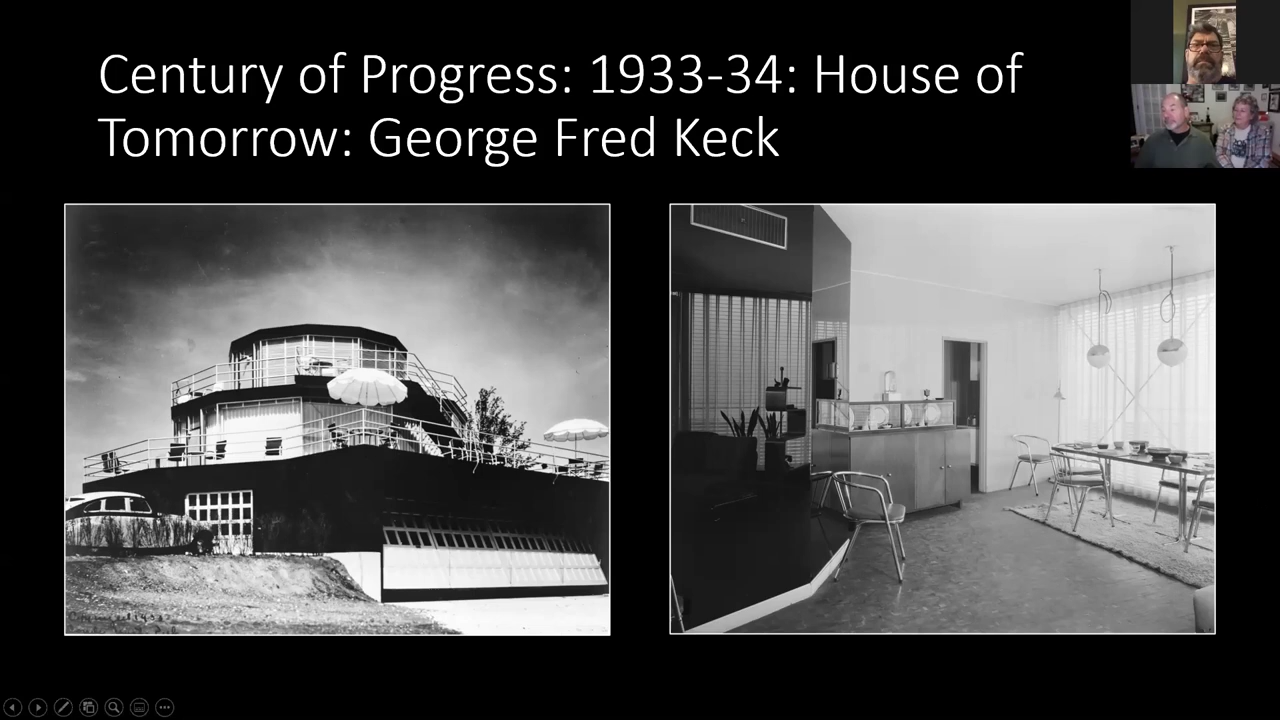 Century of Progress: 1933-34: House of
Tomorrow: George Fred Keck